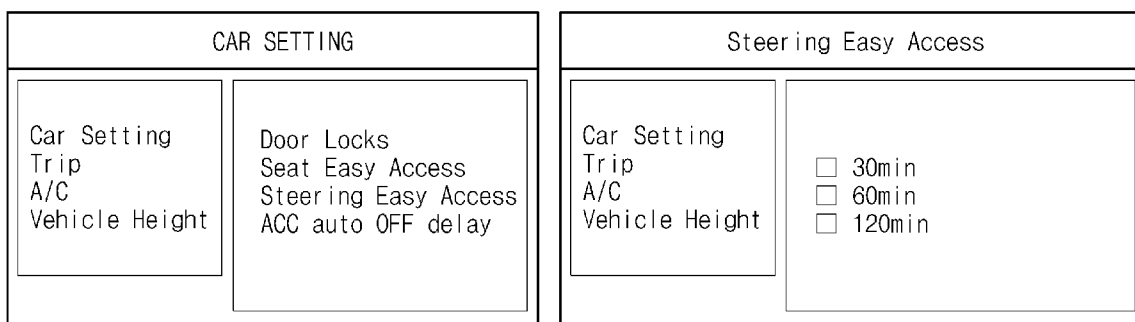 CAR SETTING
Car Setting
Trip
A/C
Vehicle Height
Door Locks
Seat Easy Access
Steering Easy Access
ACC auto OFF delay
Steering Easy Access
Car Setting
Trip
A/C
Vehicle Height
30min
60min
120min